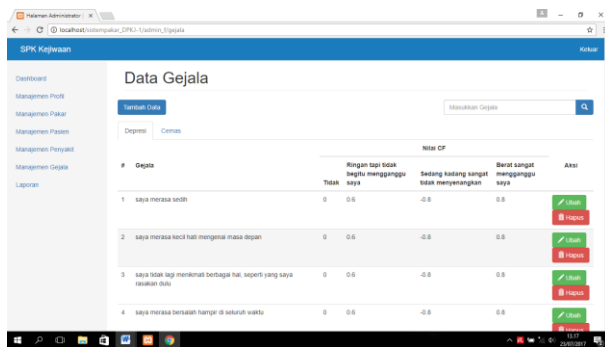 Halaman Administrator
localhost/sistempakar_DPKJ-1/admin_f/gejala
SPK Kejiwaan
Keluar
Dashboard
Manajemen Profil
Manajemen Pakar
Manajemen Pasien
Manajemen Penyakit
Manajemen Gejala
Laporan
Data Gejala
Tambah Data
Masukkan Gejala
Depresi Cemas
Nilai CF
# Gejala Tidak Ringan tapi tidak begitu mengganggu saya Sedang kadang sangat tidak menyenangkan Berat sangat mengganggu saya Aksi
1 saya merasa sedih 0 0.6 -0.8 0.8 Ubah
Hapus
2 saya merasa kecil hati mengenai masa depan 0 0.6 -0.8 0.8 Ubah
Hapus
3 saya tidak lagi menikmati berbagai hal, seperti yang saya rasakan dulu 0 0.6 -0.8 0.8 Ubah
Hapus
4 saya merasa bersalah hampir di seluruh waktu 0 0.6 -0.8 0.8 Ubah
Hapus
13.17
23/07/2017